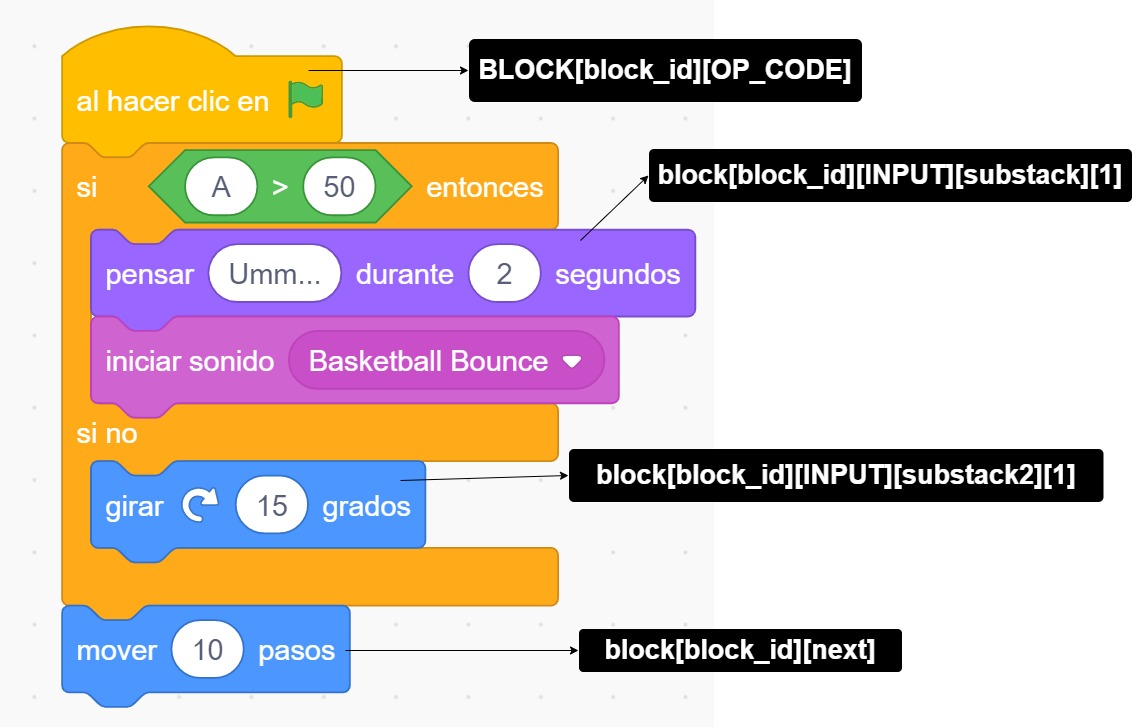 al hacer clic en
BLOCK[block_id][OP_CODE]
si A > 50 entonces
block[block_id][INPUT][substack][1]
pensar Umm... durante 2 segundos
iniciar sonido Basketball Bounce
si no
block[block_id][INPUT][substack2][1]
girar 15 grados
mover 10 pasos
block[block_id][next]